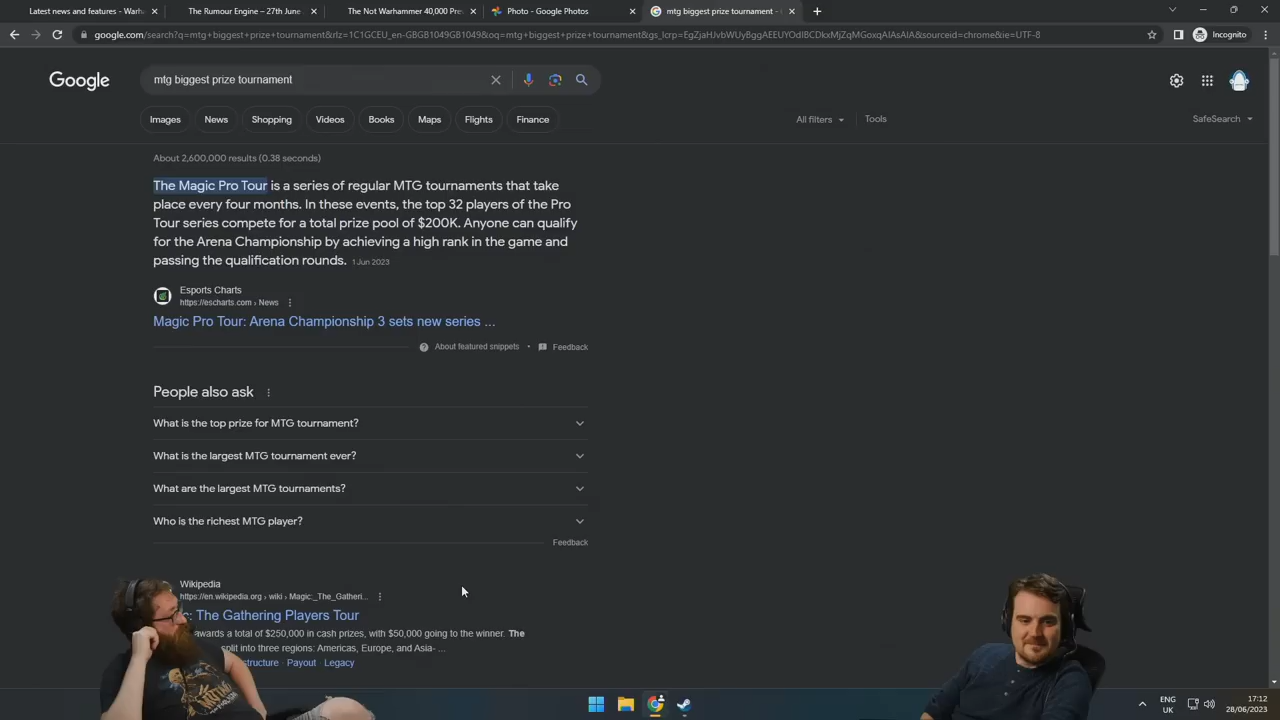 Latest news and features - Warha
The Rumour Engine – 27th June
The Not Warhammer 40,000 Pre
Photo - Google Photos
mtg biggest prize tournament -
google.com/search?q=mtg+biggest+prize+tournament&rlz=1C1GCEU_en-GBGB1049GB1049&oq=mtg+biggest+prize+tournament&gs_lcrp=EgZjaHJvbWUyBggAEEUYOdIBCDkxMjZqMGoxqAIAsAIA&sourceid=chrome&ie=UTF-8
Incognito
Google
mtg biggest prize tournament
Images
News
Shopping
Videos
Books
Maps
Flights
Finance
All filters
Tools
SafeSearch
About 2,600,000 results (0.38 seconds)
The Magic Pro Tour is a series of regular MTG tournaments that take
place every four months. In these events, the top 32 players of the Pro
Tour series compete for a total prize pool of $200K. Anyone can qualify
for the Arena Championship by achieving a high rank in the game and
passing the qualification rounds. 1 Jun 2023
Esports Charts
https://escharts.com › News
Magic Pro Tour: Arena Championship 3 sets new series ...
About featured snippets
Feedback
People also ask
What is the top prize for MTG tournament?
What is the largest MTG tournament ever?
What are the largest MTG tournaments?
Who is the richest MTG player?
Feedback
Wikipedia
https://en.wikipedia.org › wiki › Magic:_The_Gatheri...
c: The Gathering Players Tour
awards a total of $250,000 in cash prizes, with $50,000 going to the winner. The
split into three regions: Americas, Europe, and Asia- ...
structure · Payout · Legacy
ENG
UK
17:12
28/06/2023